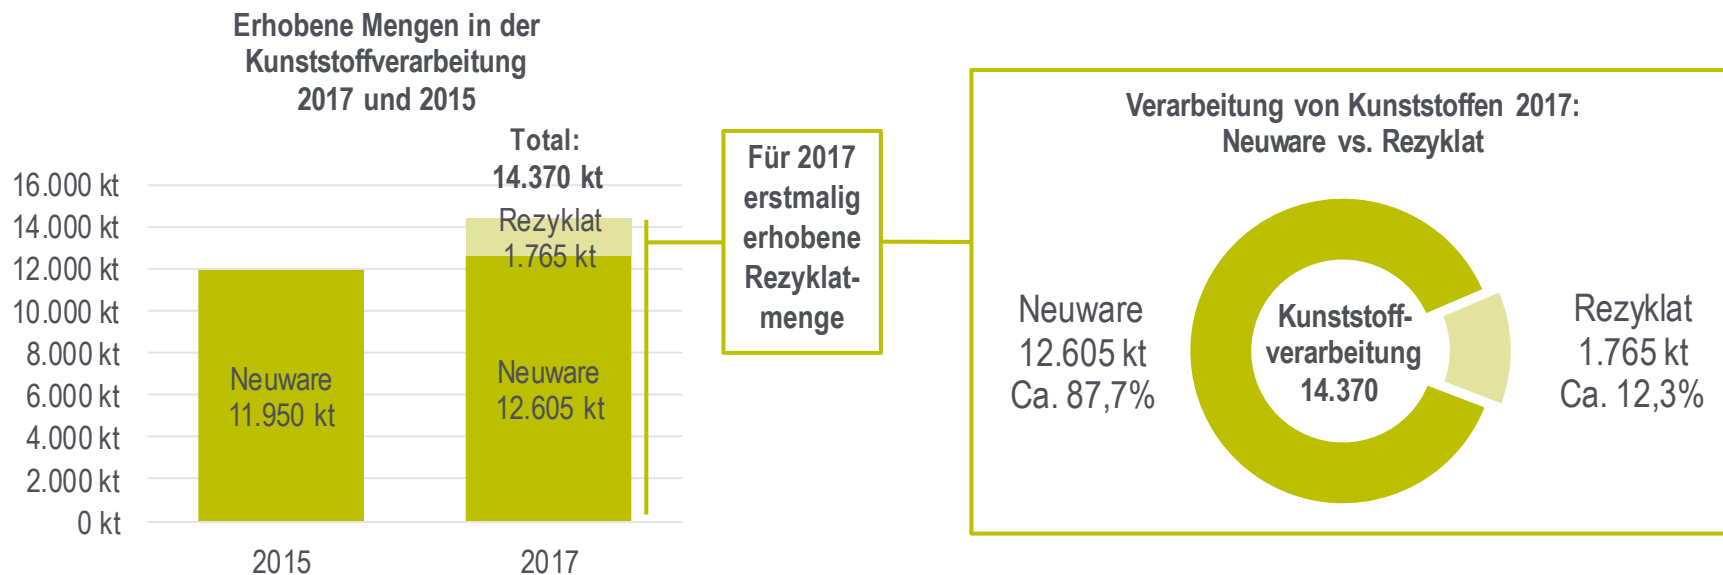 Erhobene Mengen in der
Kunststoffverarbeitung
2017 und 2015
Total:
14.370 kt
16.000 kt
14.000 kt
12.000 kt
10.000 kt
8.000 kt
6.000 kt
4.000 kt
2.000 kt
0 kt
Neuware
11.950 kt
Rezyklat
1.765 kt
Neuware
12.605 kt
2015
2017
Für 2017
erstmalig
erhobene
Rezyklat-
menge
Verarbeitung von Kunststoffen 2017:
Neuware vs. Rezyklat
Neuware
12.605 kt
Ca. 87,7%
Kunststoff-
verarbeitung
14.370
Rezyklat
1.765 kt
Ca. 12,3%